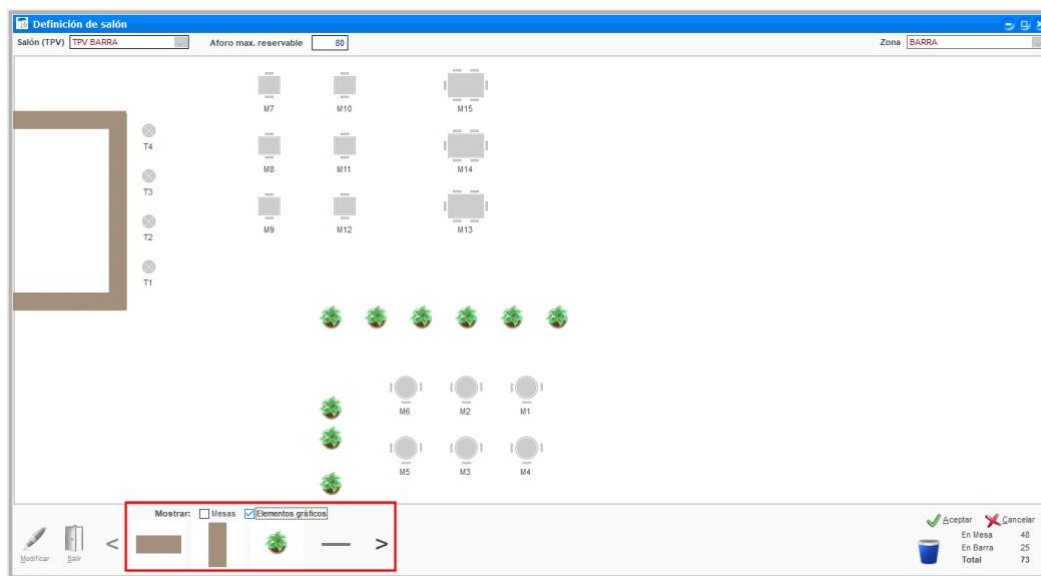 Definición de salón
Salón (TPV) TPV BARRA Aforo max. reservable 80 Zona BARRA
M7 M10 M15
T4
M8 M11 M14
T3
M9 M12 M13
T2
T1
M6 M2 M1
M5 M3 M4
Mostrar: Mesas Elementos gráficos
Modificar Salir < >
Aceptar Cancelar
En Mesa 48
En Barra 25
Total 73